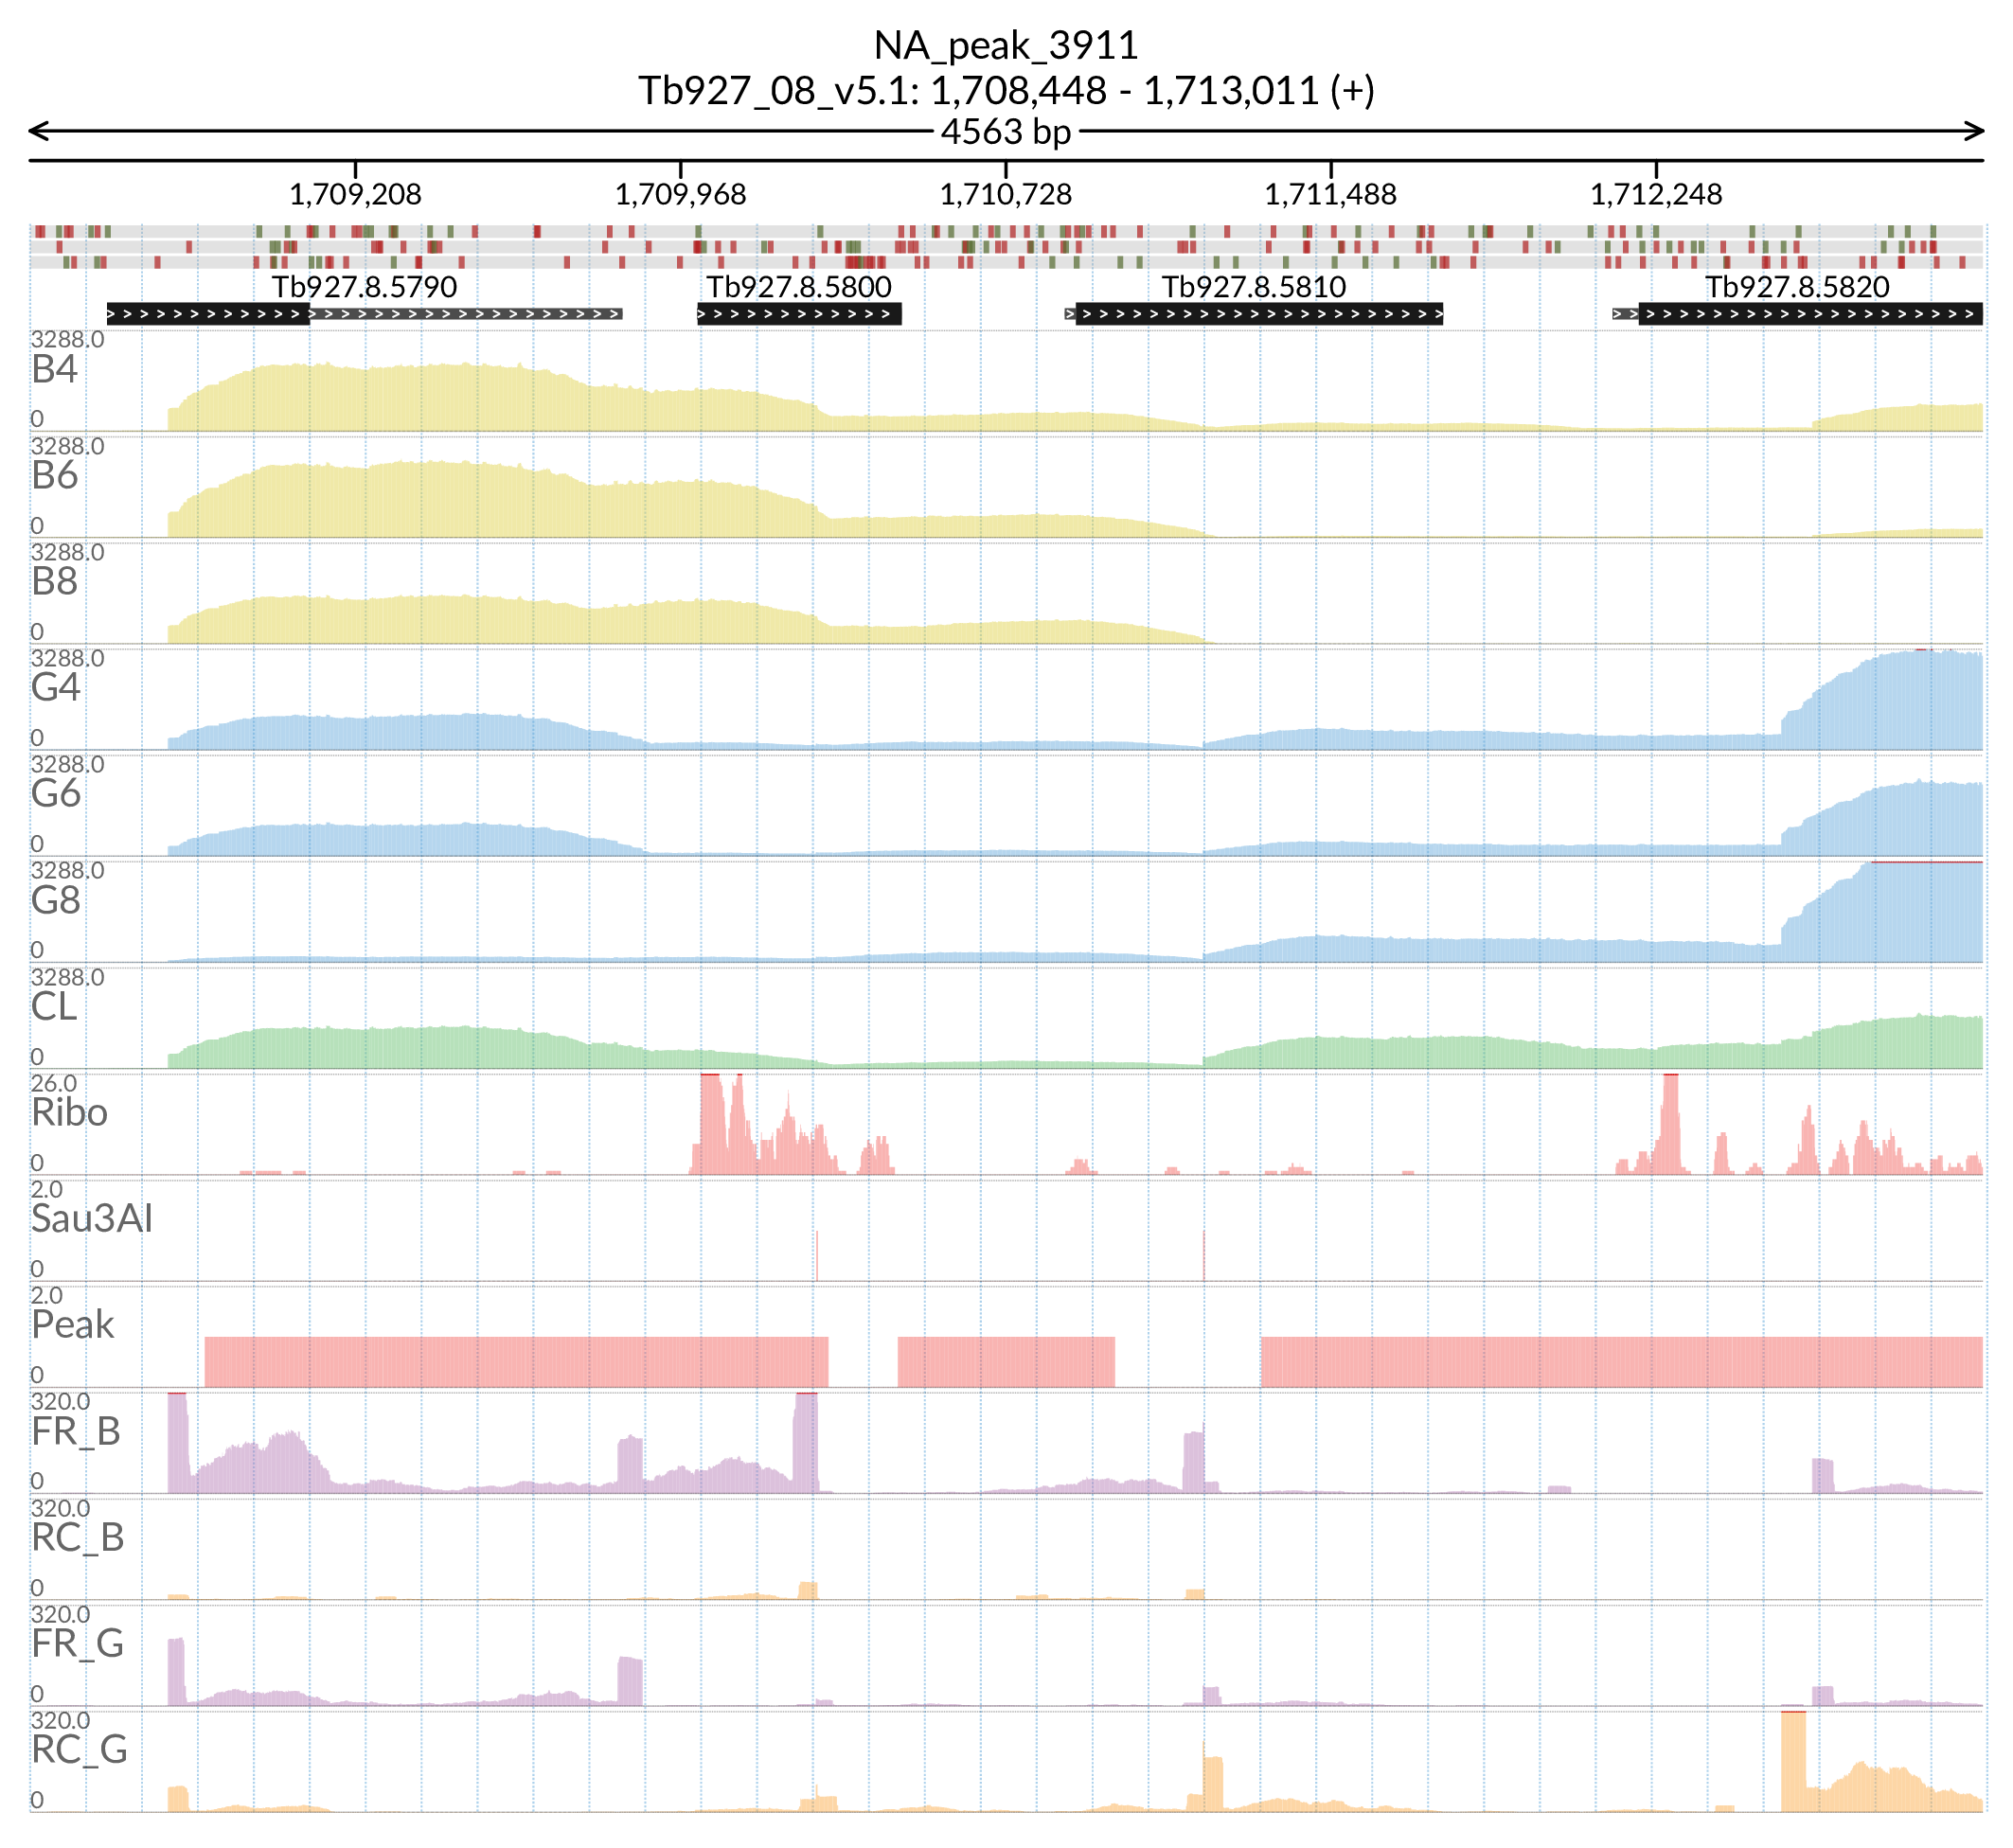 NA_peak_3911
Tb927_08_v5.1: 1,708,448 - 1,713,011 (+)
4563 bp
1,709,208 1,709,968 1,710,728 1,711,488 1,712,248
Tb927.8.5790 Tb927.8.5800 Tb927.8.5810 Tb927.8.5820
3288.0
B4
0
3288.0
B6
0
3288.0
B8
0
3288.0
G4
0
3288.0
G6
0
3288.0
G8
0
3288.0
CL
0
26.0
Ribo
0
2.0
Sau3AI
0
2.0
Peak
0
320.0
FR_B
0
320.0
RC_B
0
320.0
FR_G
0
320.0
RC_G
0